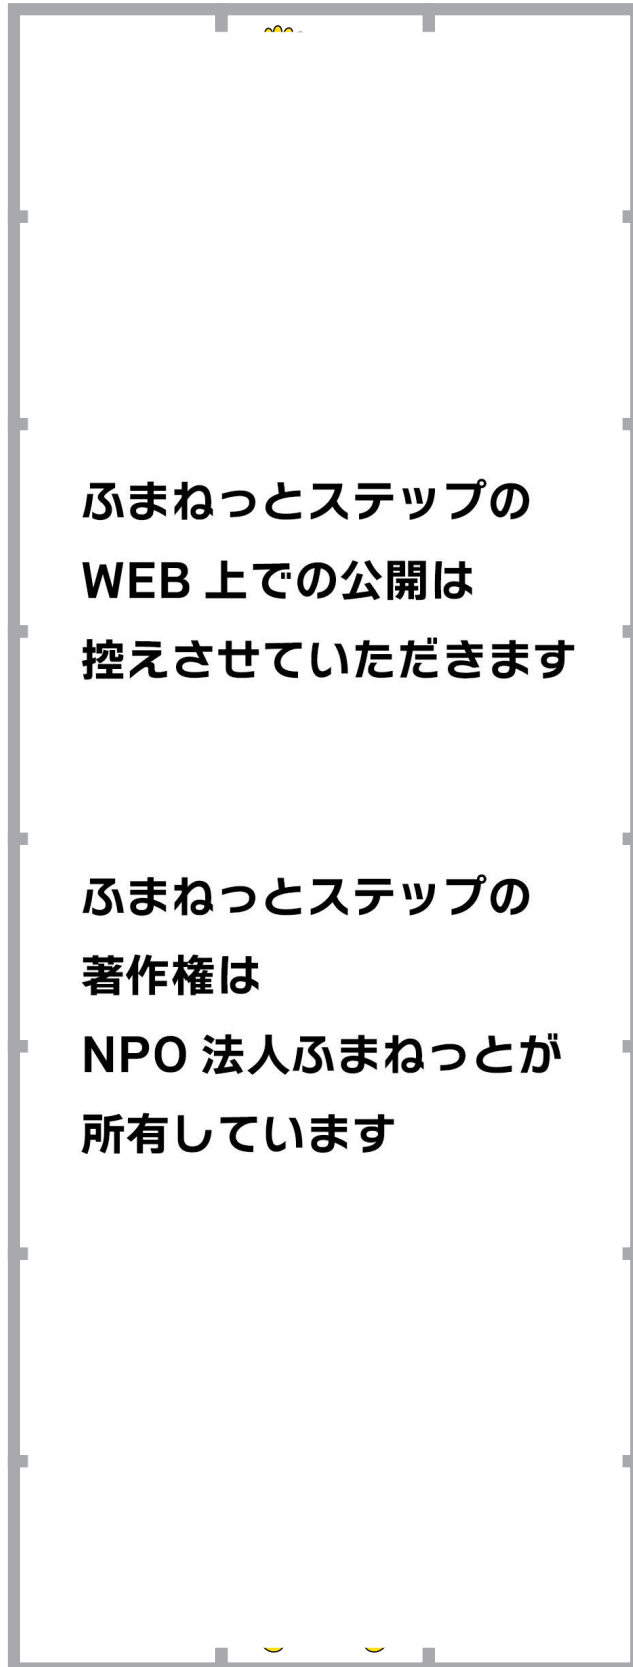 ふまねっとステップの
WEB上での公開は
控えさせていただきます
ふまねっとステップの
著作権は
NPO法人ふまねっとが
所有しています